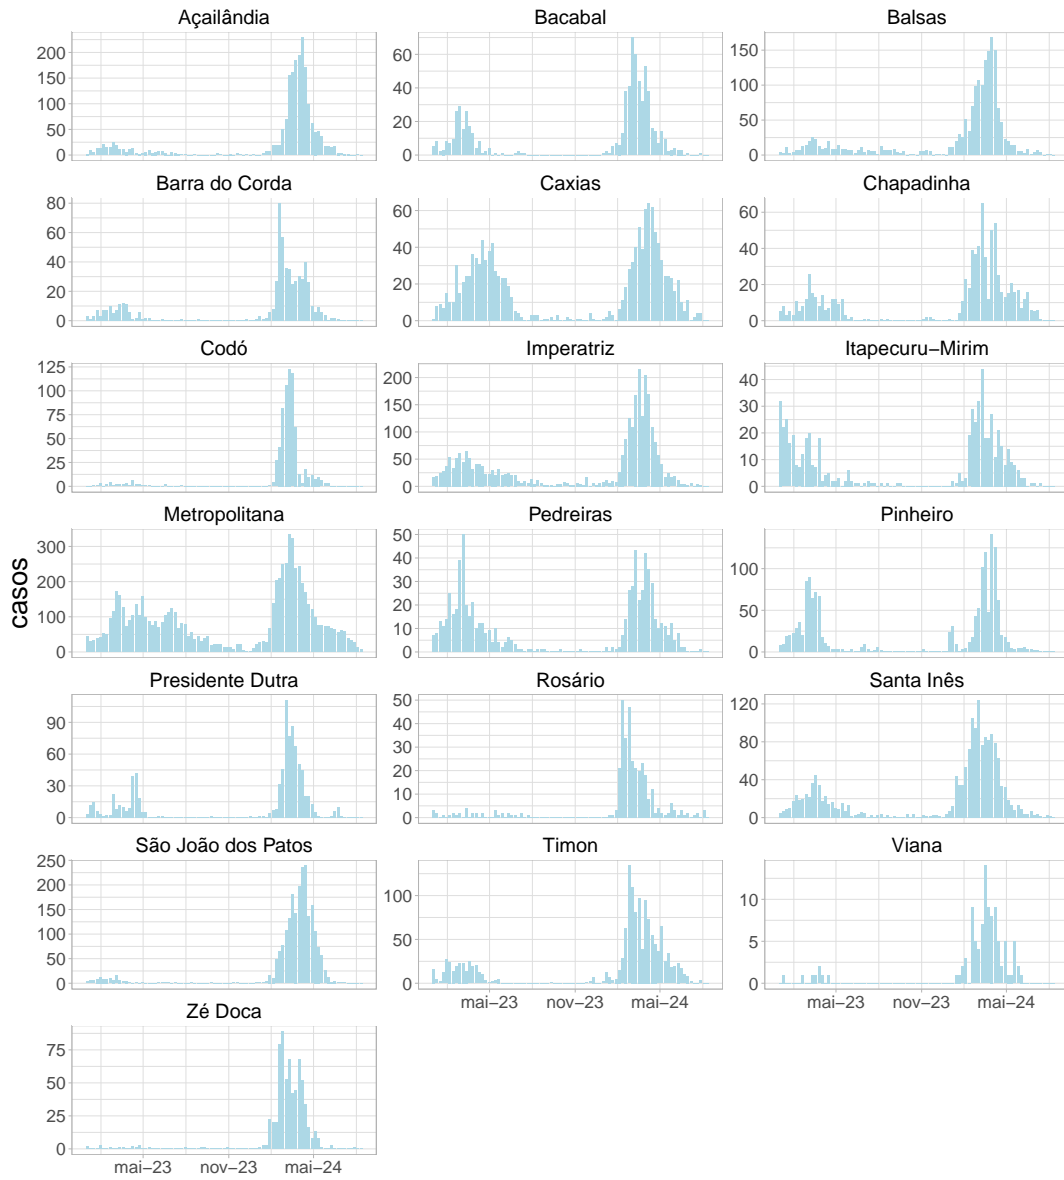 Açailândia Bacabal Balsas
200 60 150
150 40 100
100 20 50
50 0 0
0
Barra do Corda Caxias Chapadinha
80 60 60
60 40 40
40 20 20
20 0 0
0
Codó Imperatriz Itapecuru−Mirim
125 200 40
100 150 30
75 100 20
50 50 10
25 0 0
0
Metropolitana Pedreiras Pinheiro
300 50 100
200 40 50
100 30 0
0 20
10
0
casos
Presidente Dutra Rosário Santa Inês
90 50 120
60 40 80
30 30 40
0 20 0
10
0
São João dos Patos Timon Viana
250 100 10
200 50 5
150 0 0
100
50
0
mai−23 nov−23 mai−24 mai−23 nov−23 mai−24
Zé Doca
75
50
25
0
mai−23 nov−23 mai−24